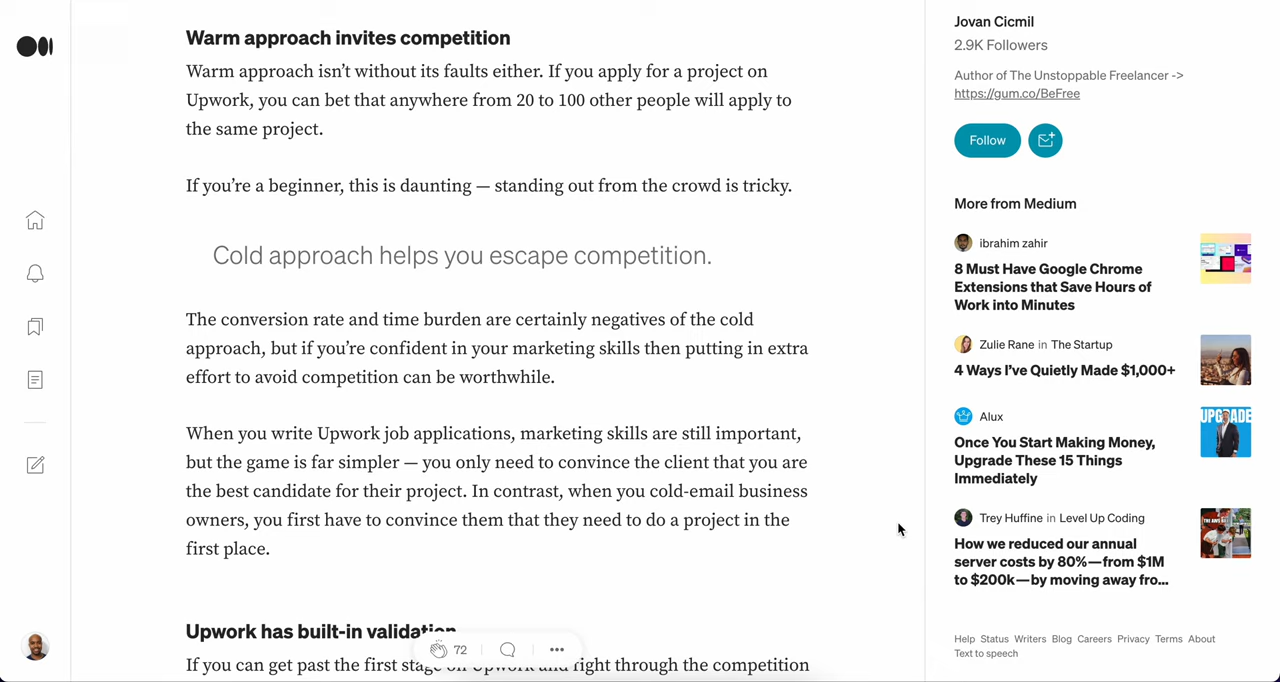 Warm approach invites competition
Warm approach isn’t without its faults either. If you apply for a project on
Upwork, you can bet that anywhere from 20 to 100 other people will apply to
the same project.
If you’re a beginner, this is daunting — standing out from the crowd is tricky.
Cold approach helps you escape competition.
The conversion rate and time burden are certainly negatives of the cold
approach, but if you’re confident in your marketing skills then putting in extra
effort to avoid competition can be worthwhile.
When you write Upwork job applications, marketing skills are still important,
but the game is far simpler — you only need to convince the client that you are
the best candidate for their project. In contrast, when you cold-email business
owners, you first have to convince them that they need to do a project in the
first place.
Upwork has built-in validation
If you can get past the first stage on Upwork and right through the competition
72
Jovan Cicmil
2.9K Followers
Author of The Unstoppable Freelancer ->
https://gum.co/BeFree
Follow
More from Medium
ibrahim zahir
8 Must Have Google Chrome
Extensions that Save Hours of
Work into Minutes
Zulie Rane in The Startup
4 Ways I’ve Quietly Made $1,000+
Alux
Once You Start Making Money,
Upgrade These 15 Things
Immediately
UPGRADE
Trey Huffine in Level Up Coding
How we reduced our annual
server costs by 80%—from $1M
to $200k—by moving away fro...
Help Status Writers Blog Careers Privacy Terms About
Text to speech